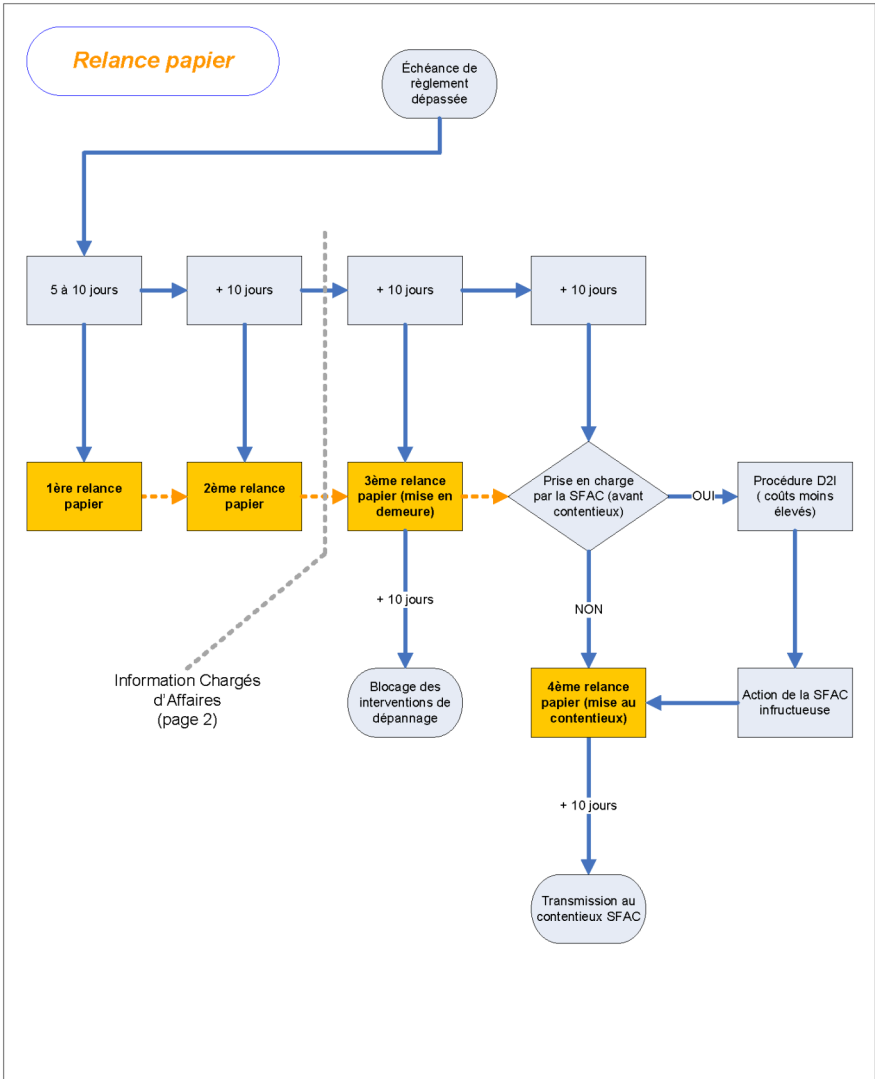 Relance papier
Échéance de
règlement
dépassée
5 à 10 jours
+ 10 jours
+ 10 jours
+ 10 jours
1ère relance
papier
2ème relance
papier
3ème relance
papier (mise en
demeure)
Prise en charge
par la SFAC (avant
contentieux)
OUI
Procédure D2I
( coûts moins
élevés)
+ 10 jours
NON
Information Chargés
d'Affaires
(page 2)
Blocage des
interventions de
dépannage
4ème relance
papier (mise au
contentieux)
Action de la SFAC
infructueuse
+ 10 jours
Transmission au
contentieux SFAC